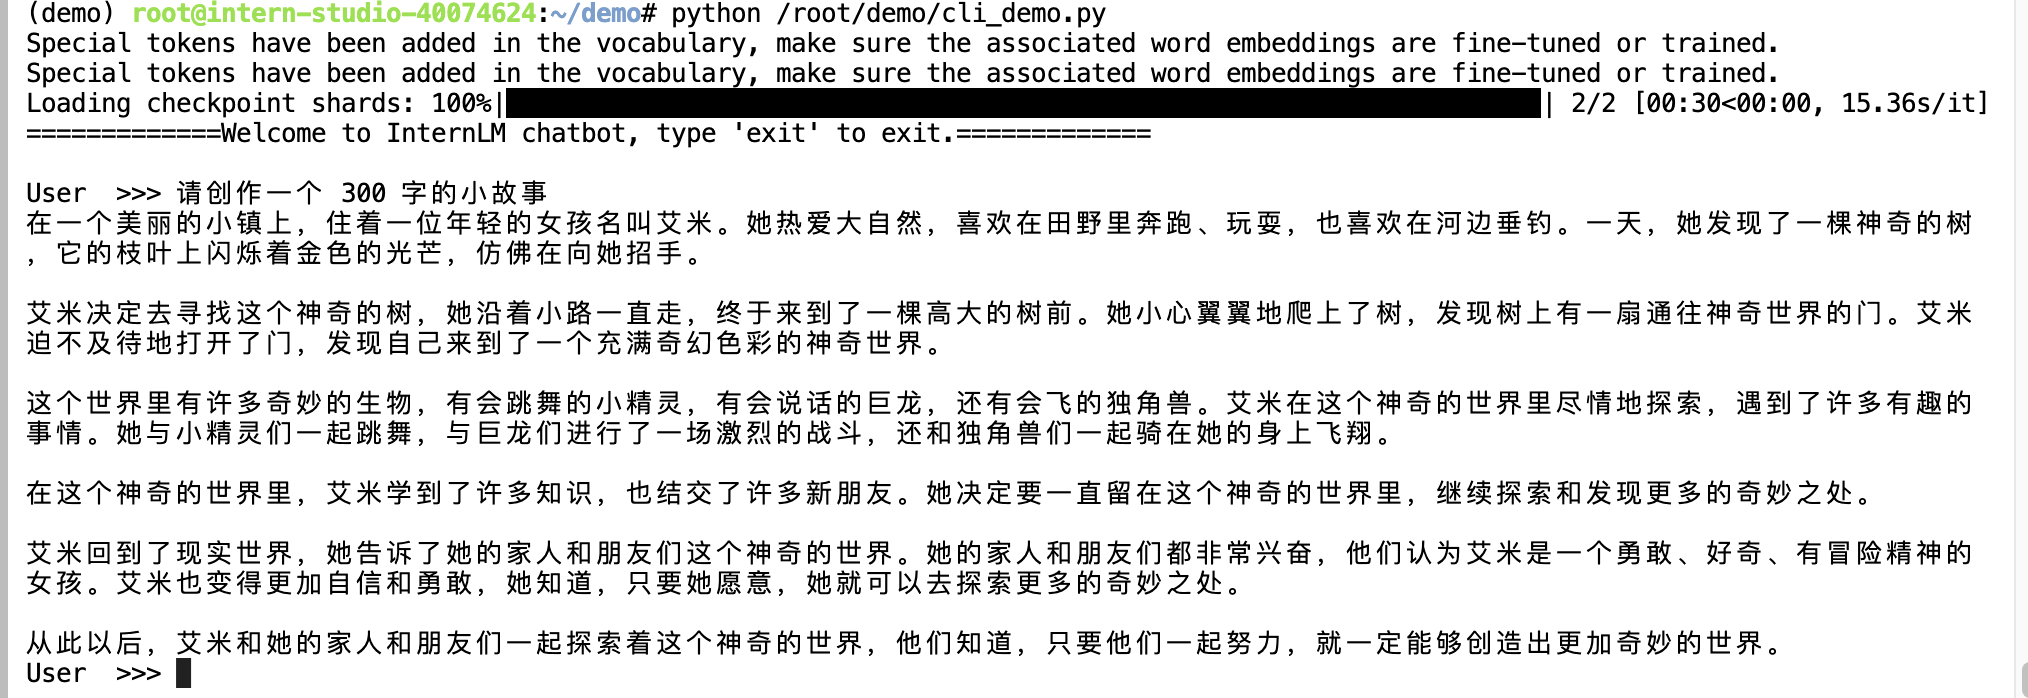 (demo) root@intern-studio-40074624:~/demo# python /root/demo/cli_demo.py
Special tokens have been added in the vocabulary, make sure the associated word embeddings are fine-tuned or trained.
Special tokens have been added in the vocabulary, make sure the associated word embeddings are fine-tuned or trained.
Loading checkpoint shards: 100%|██████████| 2/2 [00:30<00:00, 15.36s/it]
=============Welcome to InternLM chatbot, type 'exit' to exit.=============
User  >>> 请创作一个 300 字的小故事
在一个美丽的小镇上，住着一位年轻的女孩名叫艾米。她热爱大自然，喜欢在田野里奔跑、玩耍，也喜欢在河边垂钓。一天，她发现了一棵神奇的树
，它的枝叶上闪烁着金色的光芒，仿佛在向她招手。
艾米决定去寻找这个神奇的树，她沿着小路一直走，终于来到了一棵高大的树前。她小心翼翼地爬上了树，发现树上有一扇通往神奇世界的门。艾米
迫不及待地打开了门，发现自己来到了一个充满奇幻色彩的神奇世界。
这个世界里有许多奇妙的生物，有会跳舞的小精灵，有会说话的巨龙，还有会飞的独角兽。艾米在这个神奇的世界里尽情地探索，遇到了许多有趣的
事情。她与小精灵们一起跳舞，与巨龙们进行了一场激烈的战斗，还和独角兽们一起骑在她的身上飞翔。
在这个神奇的世界里，艾米学到了许多知识，也结交了许多新朋友。她决定要一直留在这个神奇的世界里，继续探索和发现更多的奇妙之处。
艾米回到了现实世界，她告诉了她的家人和朋友们这个神奇的世界。她的家人和朋友们都非常兴奋，他们认为艾米是一个勇敢、好奇、有冒险精神的
女孩。艾米也变得更加自信和勇敢，她知道，只要她愿意，她就可以去探索更多的奇妙之处。
从此以后，艾米和她的家人和朋友们一起探索着这个神奇的世界，他们知道，只要他们一起努力，就一定能够创造出更加奇妙的世界。
User  >>>